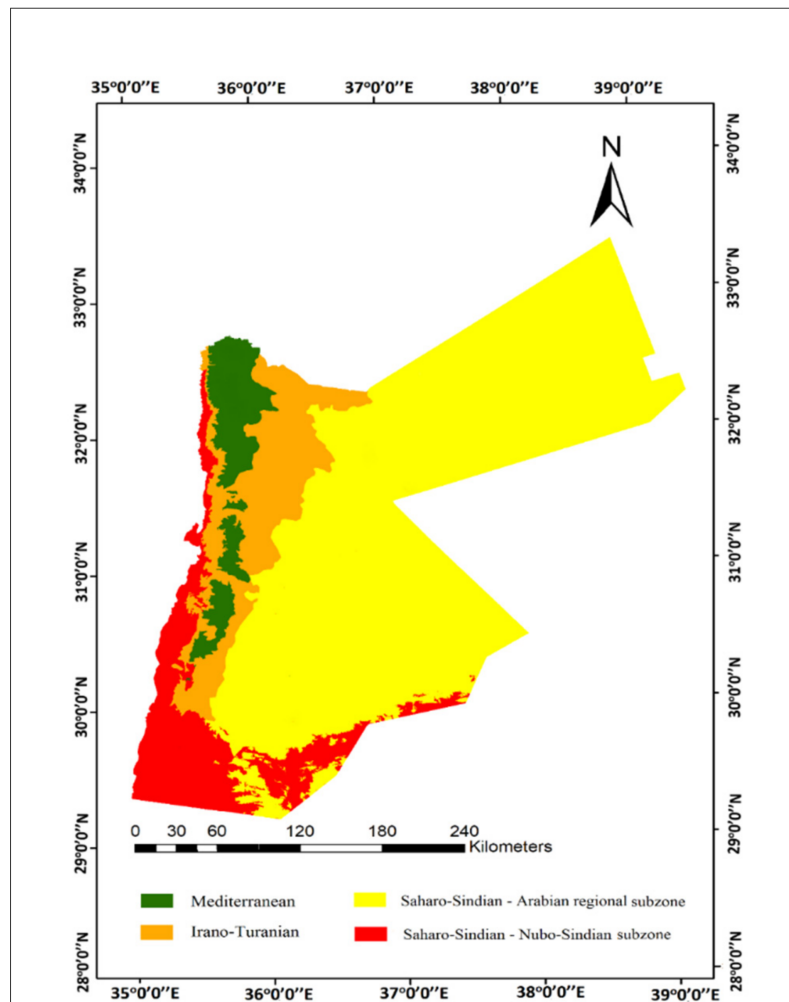 35°0'0"E 36°0'0"E 37°0'0"E 38°0'0"E 39°0'0"E
N
34°0'0"N 34°0'0"N
33°0'0"N 33°0'0"N
32°0'0"N 32°0'0"N
31°0'0"N 31°0'0"N
30°0'0"N 30°0'0"N
29°0'0"N 29°0'0"N
28°0'0"N 28°0'0"N
0 30 60 120 180 240
Kilometers
Mediterranean Saharo-Sindian - Arabian regional subzone
Irano-Turanian Saharo-Sindian - Nubo-Sindian subzone
35°0'0"E 36°0'0"E 37°0'0"E 38°0'0"E 39°0'0"E